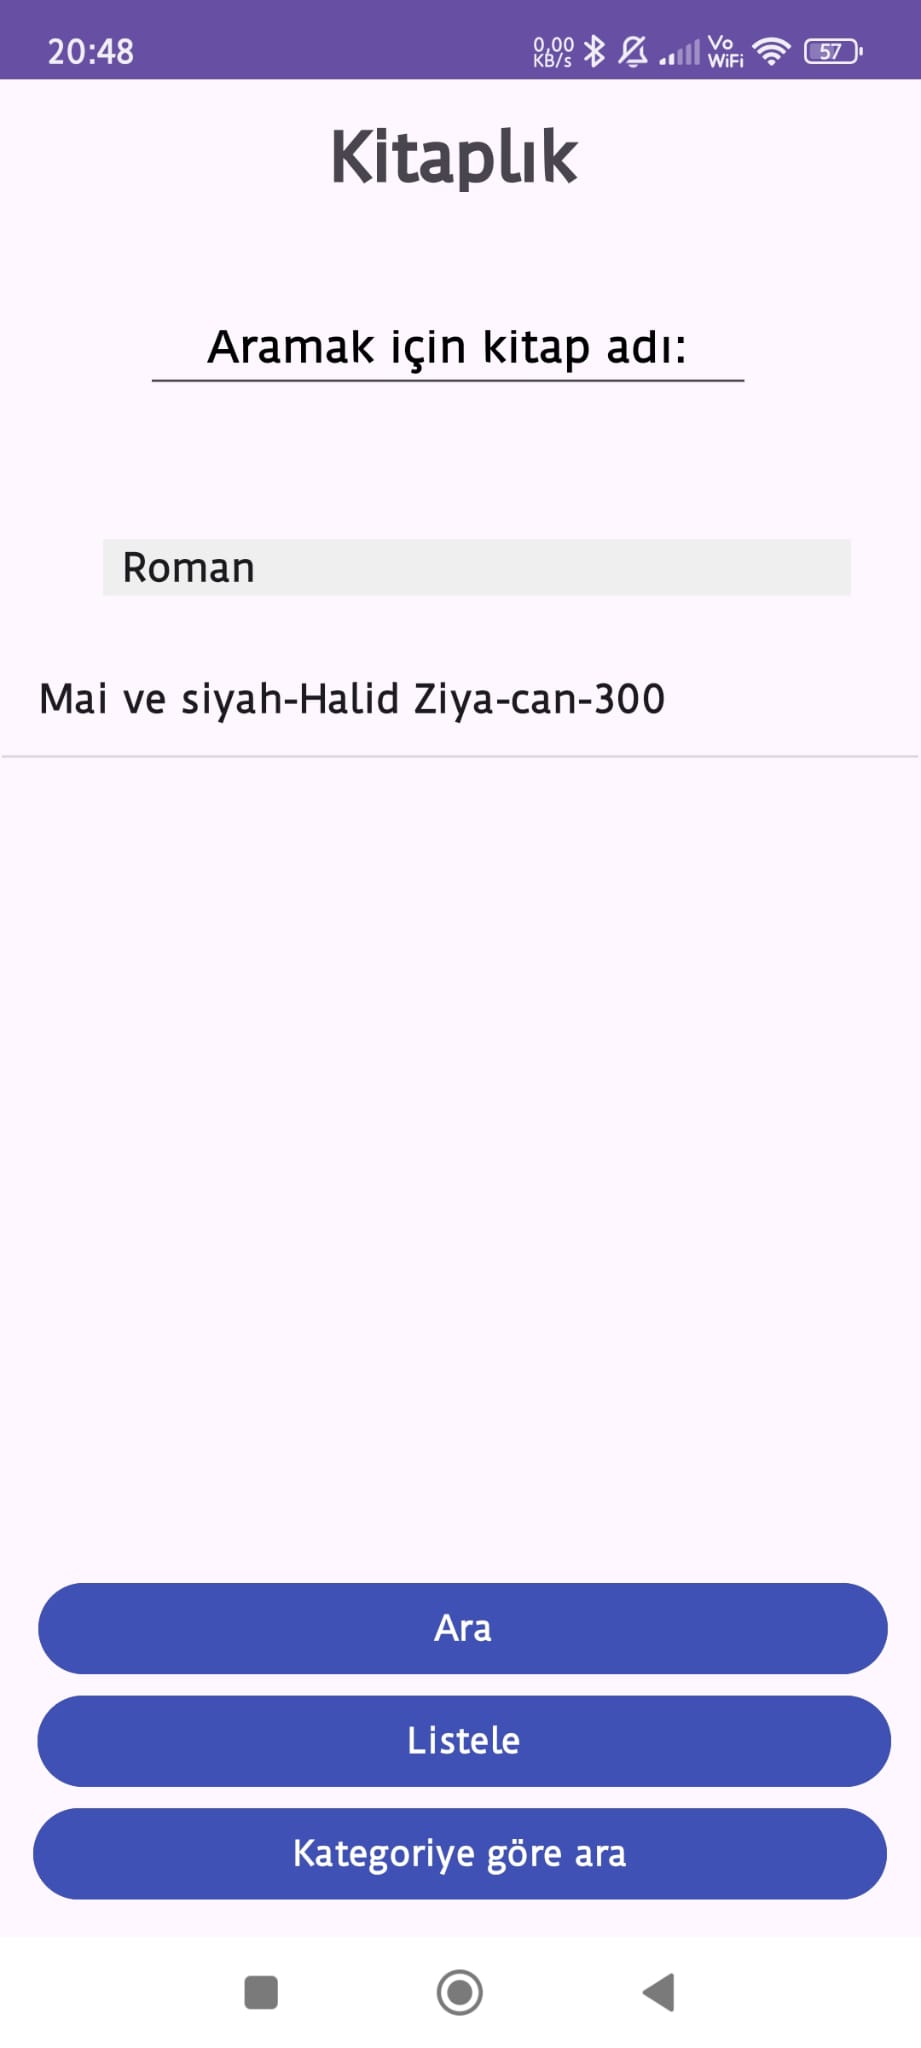 20:48
0,00
KB/s
Vo
WiFi
57
Kitaplık
Aramak için kitap adı:
Roman
Mai ve siyah-Halid Ziya-can-300
Ara
Listele
Kategoriye göre ara